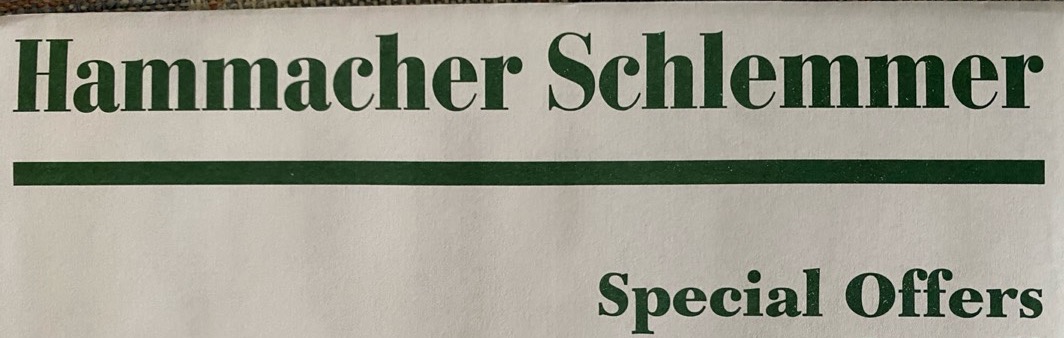 Hammacher Schlemmer
Special Offers